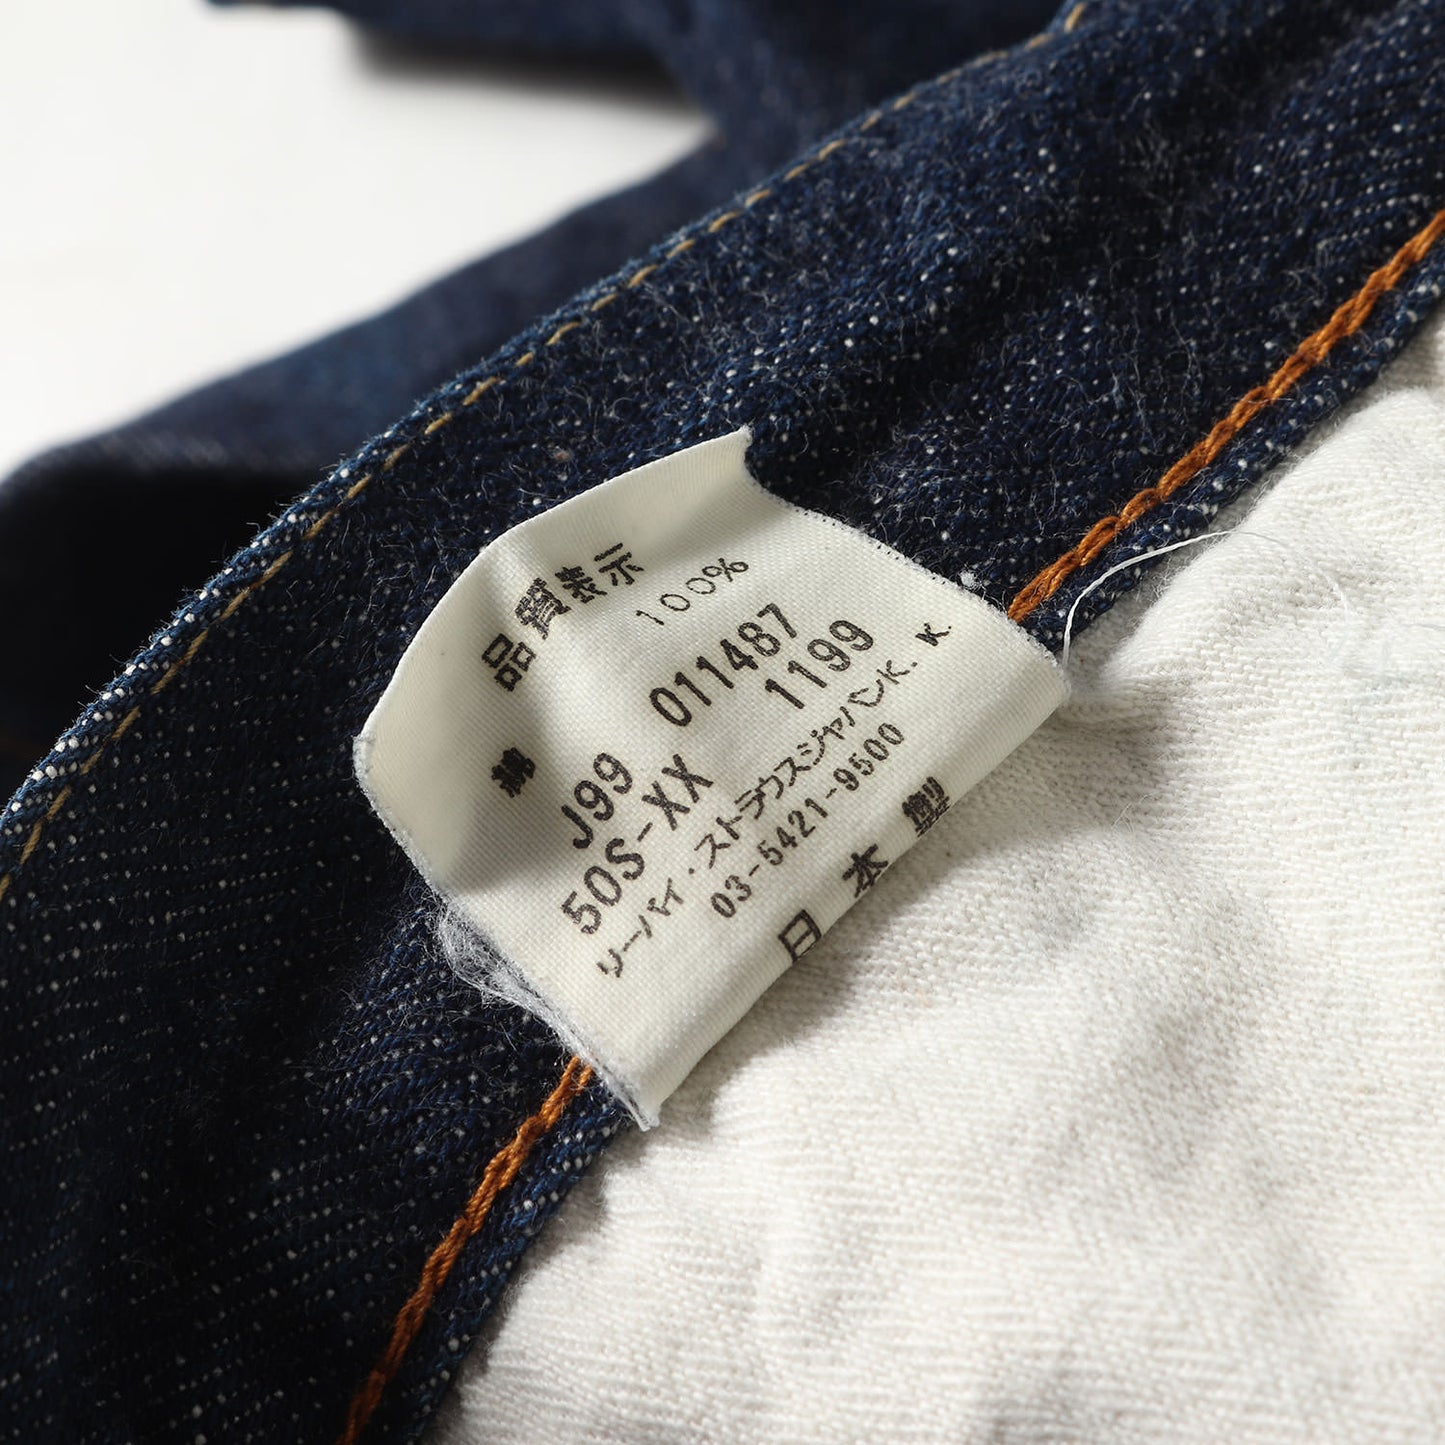 品質表示
綿 100%
J99 011487
50S-XX 1199
リーバイ・ストラウスジャパンK.K.
03-5421-9500
日本製